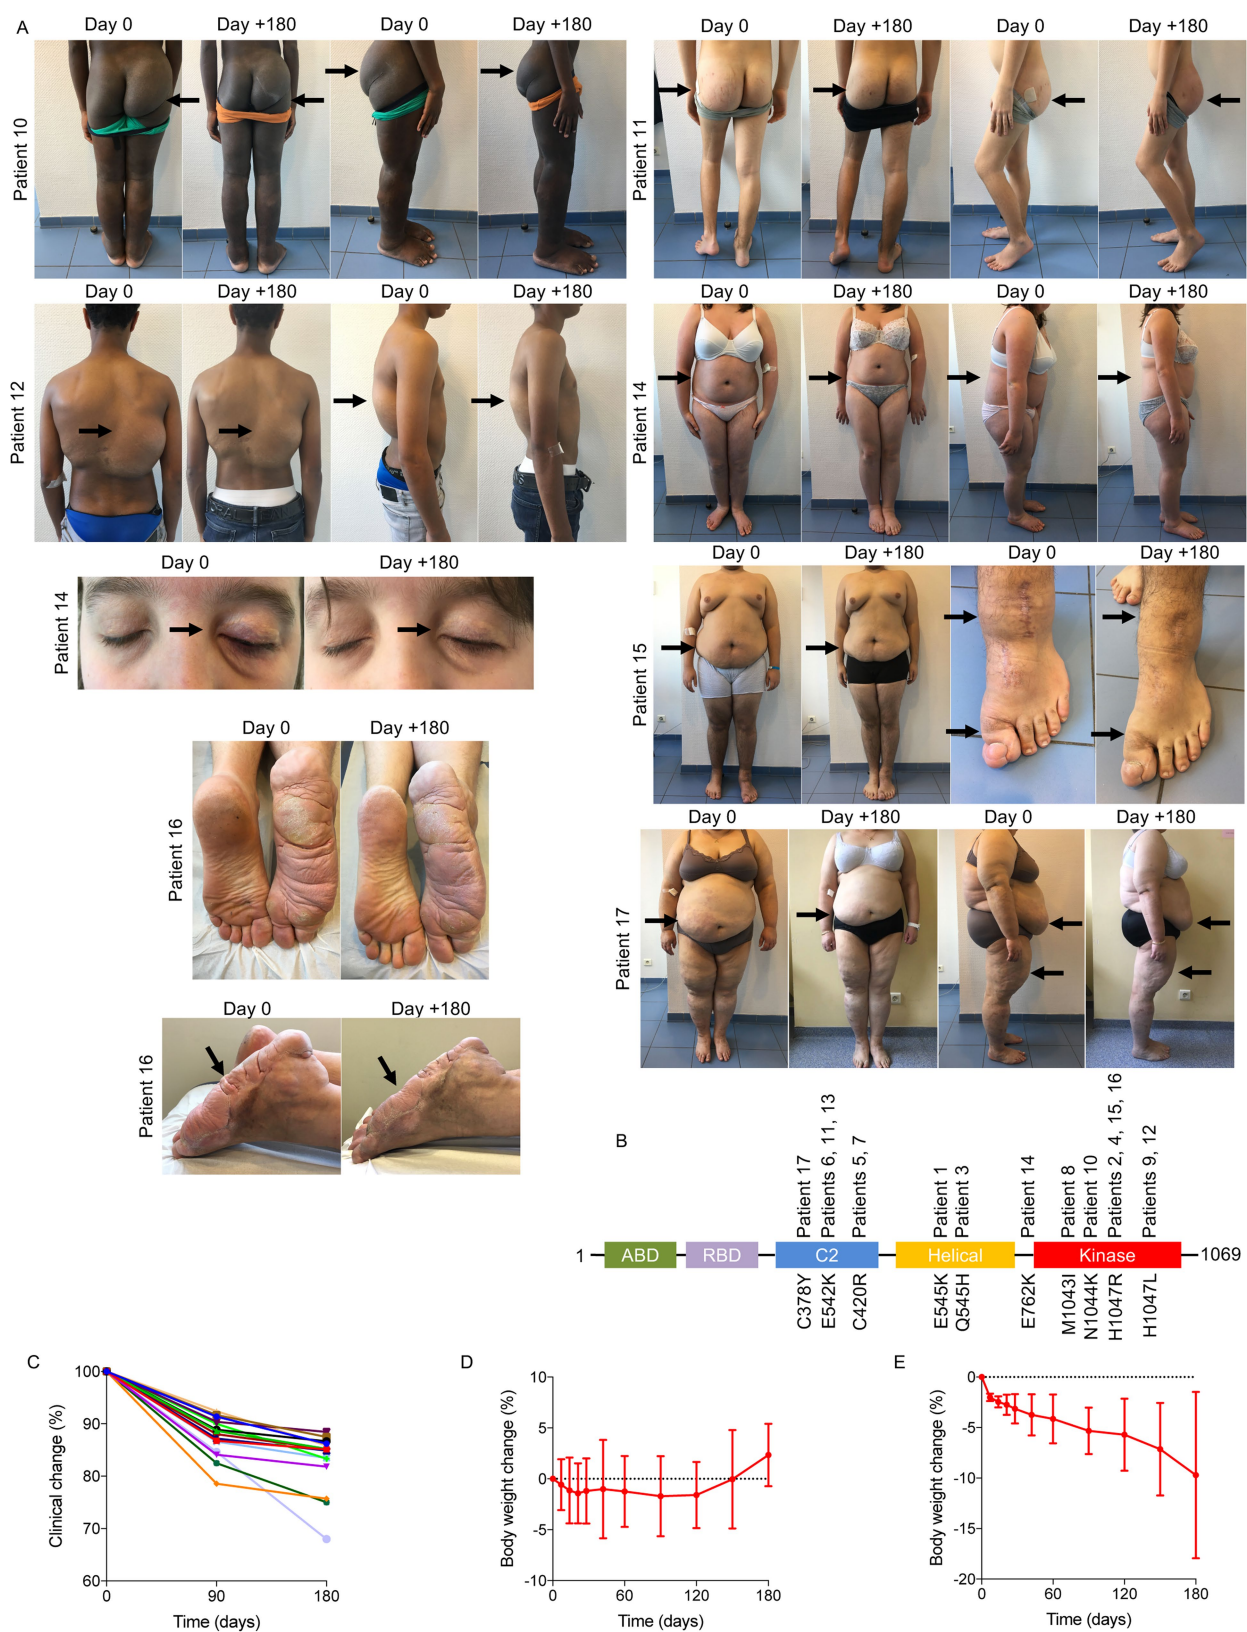 A
Day 0 Day +180 Day 0 Day +180
Patient 10
Day 0 Day +180 Day 0 Day +180
Patient 11
Day 0 Day +180 Day 0 Day +180
Patient 12
Day 0 Day +180 Day 0 Day +180
Patient 14
Day 0 Day +180
Patient 14
Day 0 Day +180 Day 0 Day +180
Patient 15
Day 0 Day +180
Patient 16
Day 0 Day +180 Day 0 Day +180
Patient 17
Day 0 Day +180
Patient 16
B
Patient 17
Patients 6, 11, 13
Patients 5, 7
Patient 1
Patient 3
Patient 14
Patient 8
Patient 10
Patients 2, 4, 15, 16
Patients 9, 12
1 ABD RBD C2 Helical Kinase 1069
C378Y
E542K
C420R
E545K
Q545H
E762K
M1043I
N1044K
H1047R
H1047L
C
Clinical change (%)
100
90
80
70
60
0 90 180
Time (days)
D
Body weight change (%)
10
5
0
-5
-10
0 60 120 180
Time (days)
E
Body weight change (%)
0
-5
-10
-15
-20
0 60 120 180
Time (days)